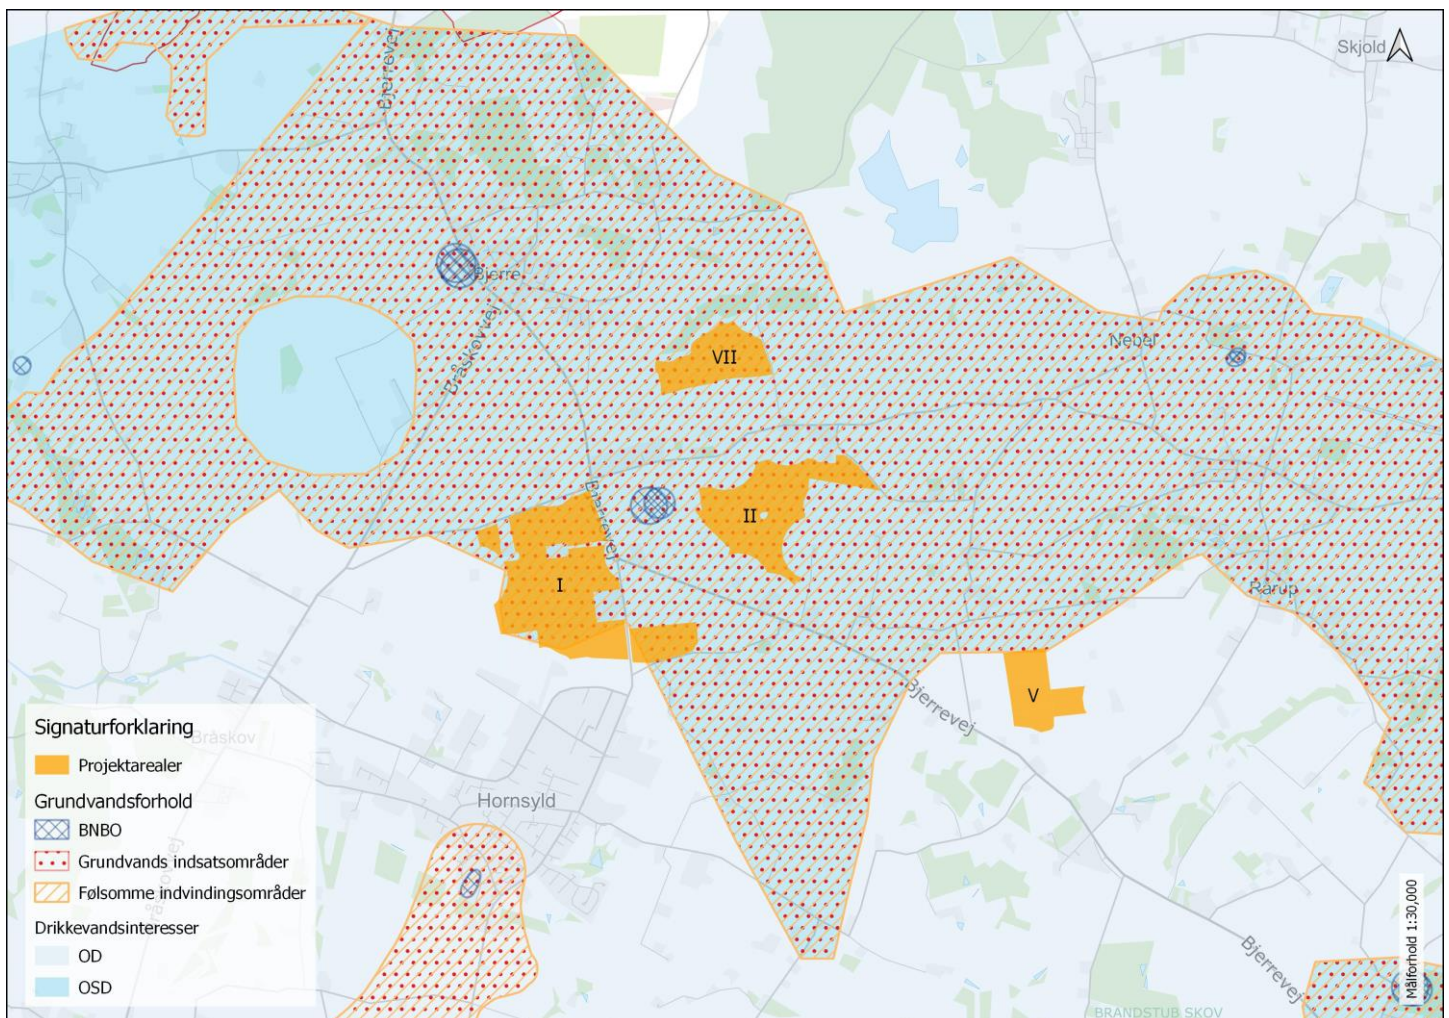 Skjold
Bjerrevej
Bjerre
Bråskovvej
Nebel
VII
Bjerrevej
II
I
Rårup
V
Bjerrevej
Signaturforklaring
Projektarealer
Grundvandsforhold
BNBO
Grundvands indsatsområder
Følsomme indvindingsområder
Drikkevandsinteresser
OD
OSD
Bråskov
Hornsyld
Bråskovvej
Bjerrevej
BRANDSTUB SKOV
Målforhold 1:30,000